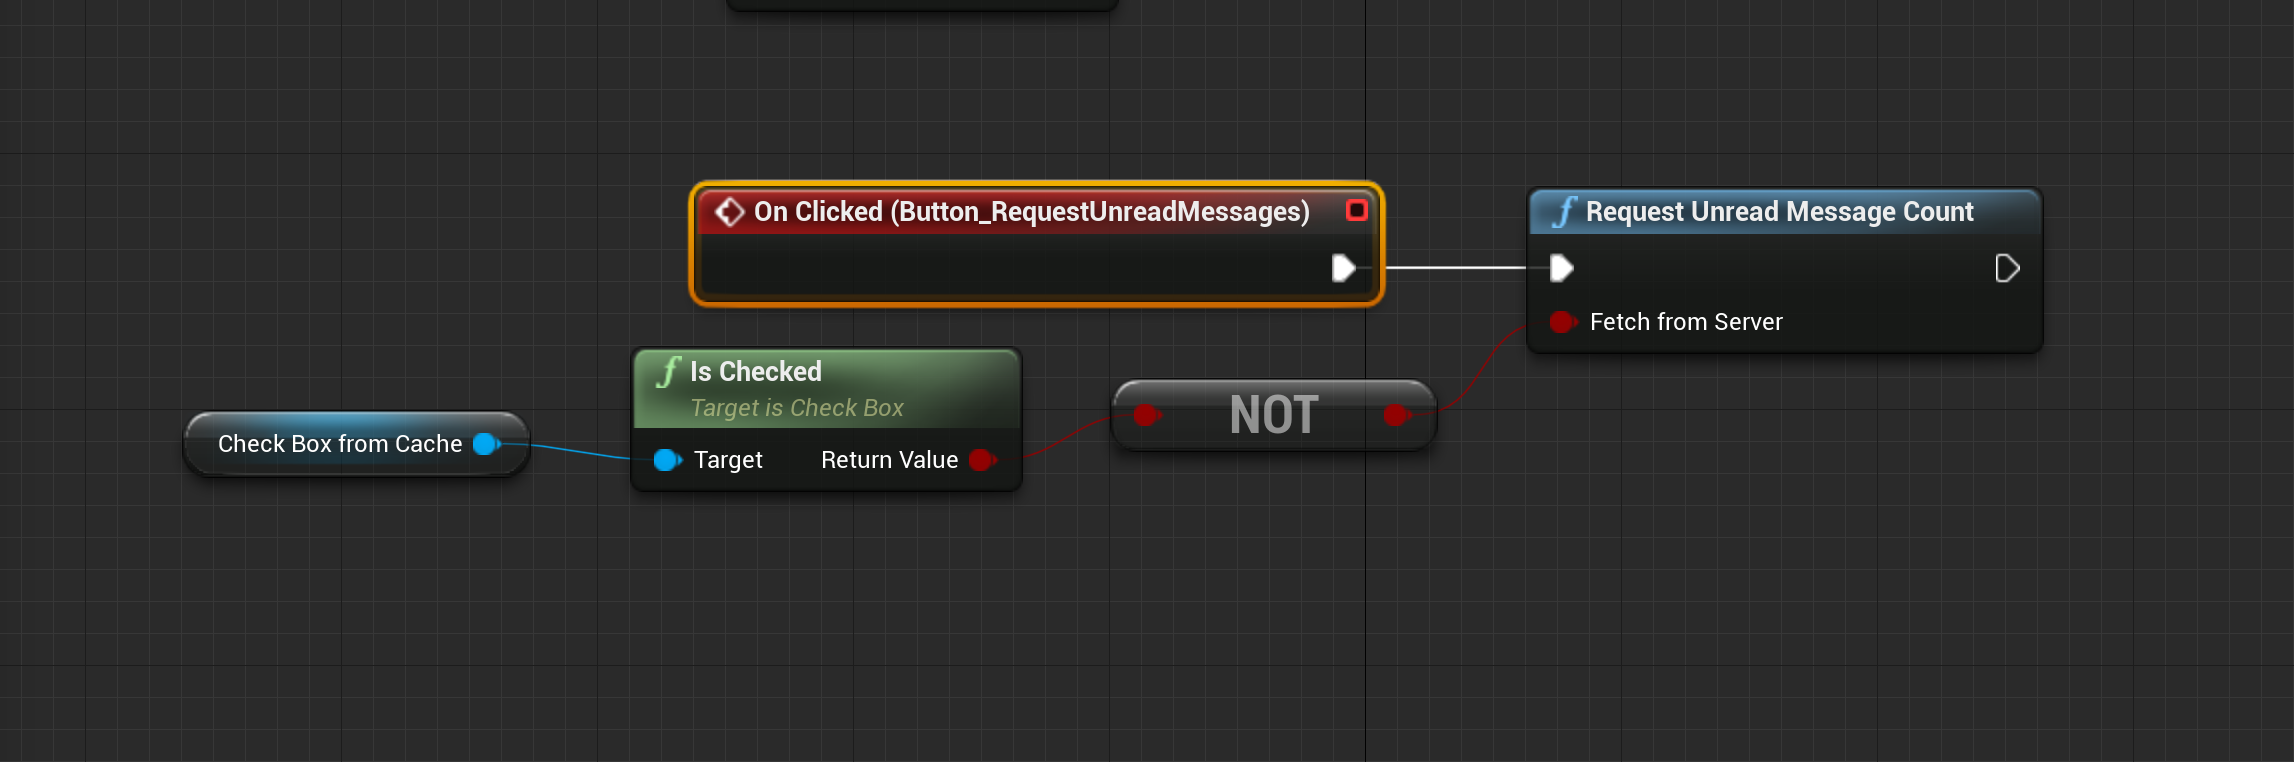 On Clicked (Button_RequestUnreadMessages)
Request Unread Message Count
Fetch from Server
Is Checked
Target is Check Box
Check Box from Cache
Target
Return Value
NOT